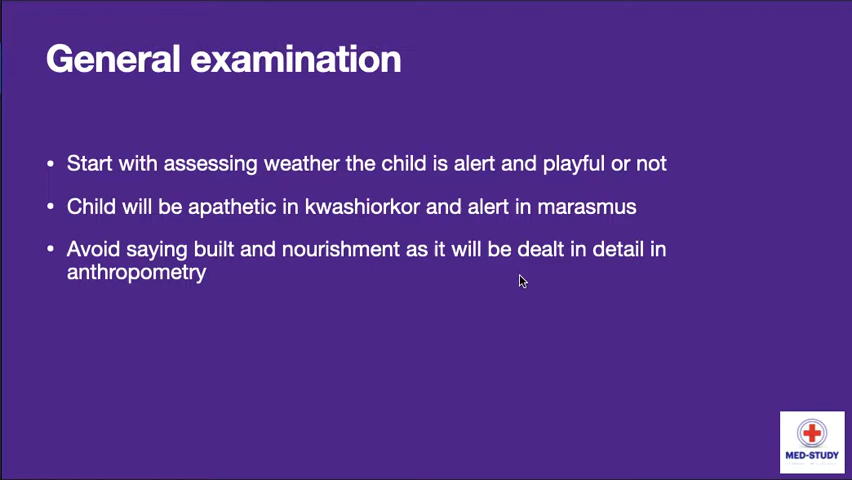 General examination
• Start with assessing weather the child is alert and playful or not
• Child will be apathetic in kwashiorkor and alert in marasmus
• Avoid saying built and nourishment as it will be dealt in detail in
anthropometry
MED-STUDY